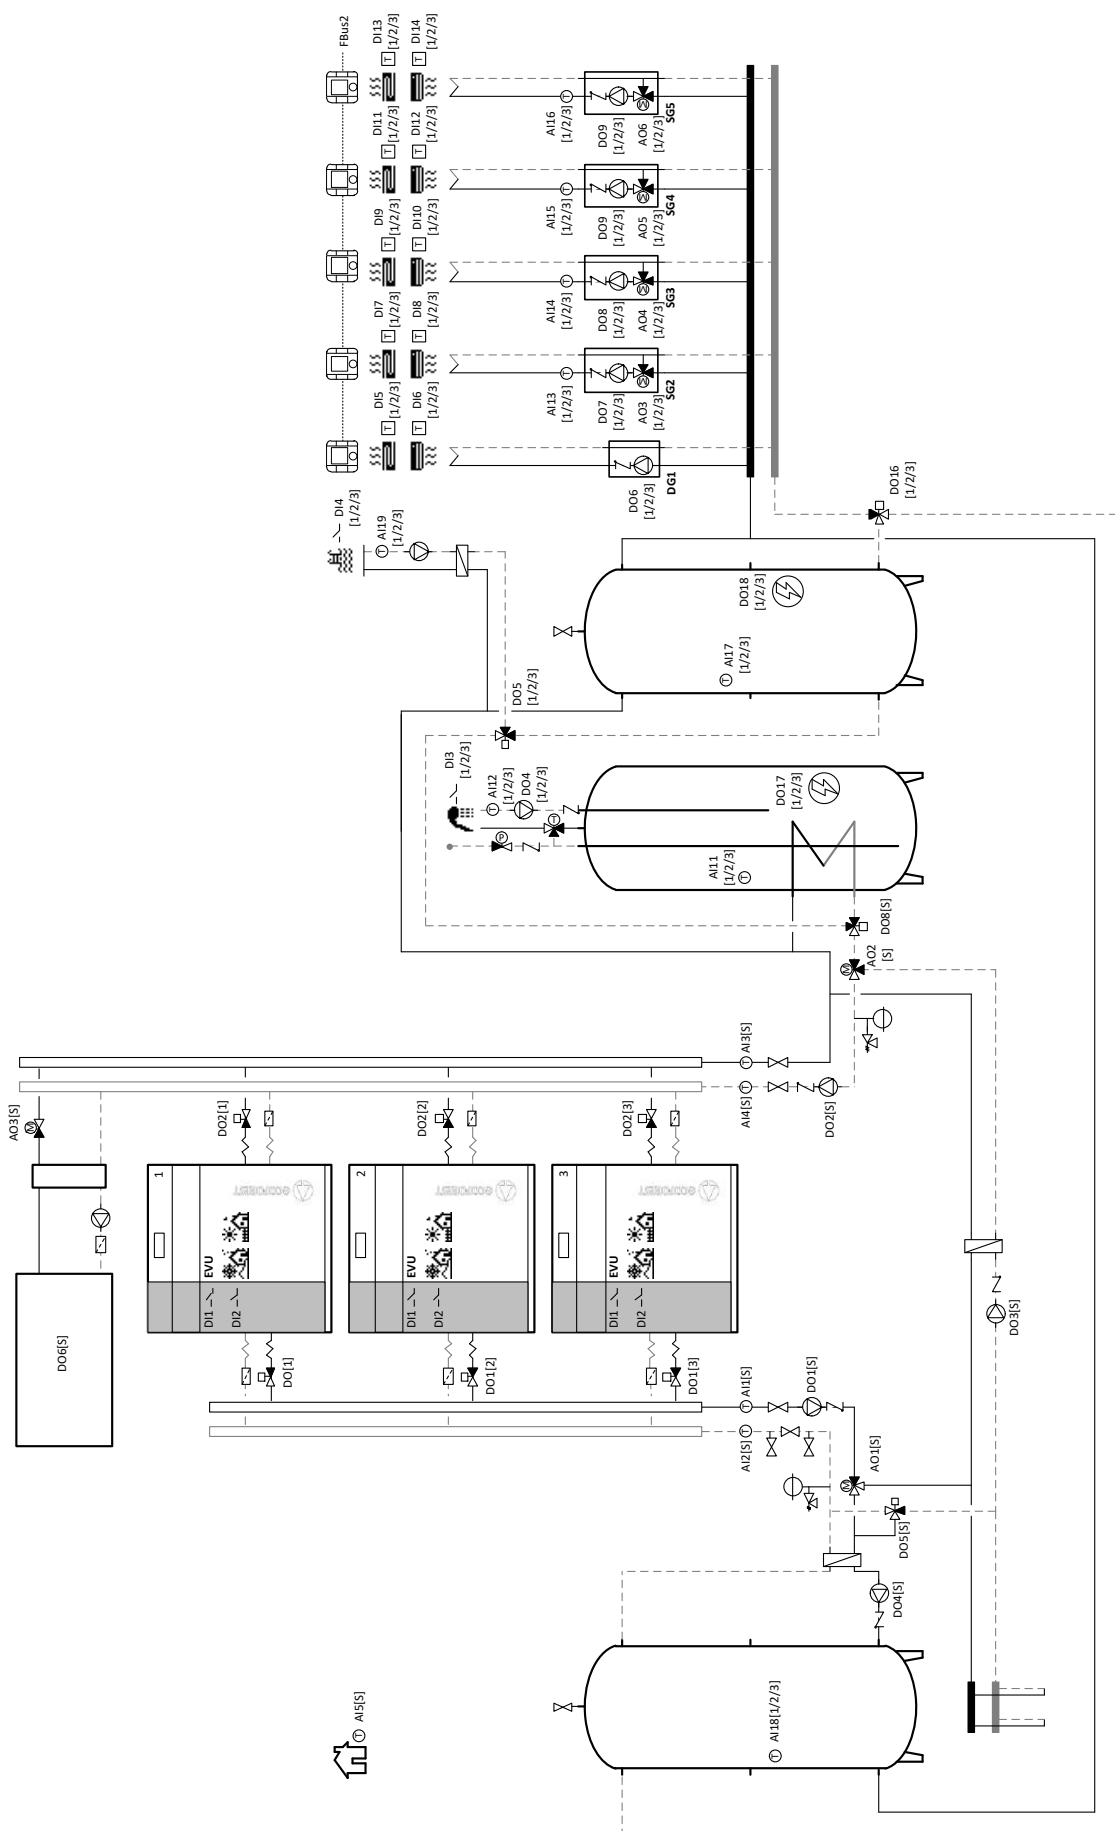 FBus2
DI13
[1/2/3]
DI14
[1/2/3]
T
T
DI11
[1/2/3]
DI12
[1/2/3]
T
T
DI9
[1/2/3]
DI10
[1/2/3]
T
T
DI7
[1/2/3]
DI8
[1/2/3]
T
T
DI5
[1/2/3]
DI6
[1/2/3]
T
T
AI16
[1/2/3]
T
DO9
[1/2/3]
AO6
[1/2/3]
M
SG5
AI15
[1/2/3]
T
DO9
[1/2/3]
AO5
[1/2/3]
M
SG4
AI14
[1/2/3]
T
DO8
[1/2/3]
AO4
[1/2/3]
M
SG3
AI13
[1/2/3]
T
DO7
[1/2/3]
AO3
[1/2/3]
M
SG2
DO6
[1/2/3]
DG1
DI4
[1/2/3]
T AI19
[1/2/3]
DO16
[1/2/3]
DO18
[1/2/3]
T AI17
[1/2/3]
DO5
[1/2/3]
DI3
[1/2/3]
T AI12
[1/2/3]
DO4
[1/2/3]
P
T
DO17
[1/2/3]
AI11
[1/2/3]
T
DO8[S]
AO2
[S]
M
T AI3[S]
AI4[S] T
DO2[S]
AO3[S]
M
DO2[1]
DO2[2]
DO2[3]
1
EVU
DI1
DI2
ECOFOREST
2
EVU
DI1
DI2
ECOFOREST
3
EVU
DI1
DI2
ECOFOREST
DO6[S]
DO[1]
DO1[2]
DO1[3]
DO3[S]
T AI1[S]
DO1[S]
AI2[S] T
M
AO1[S]
DO5[S]
DO4[S]
T AI5[S]
T AI18[1/2/3]